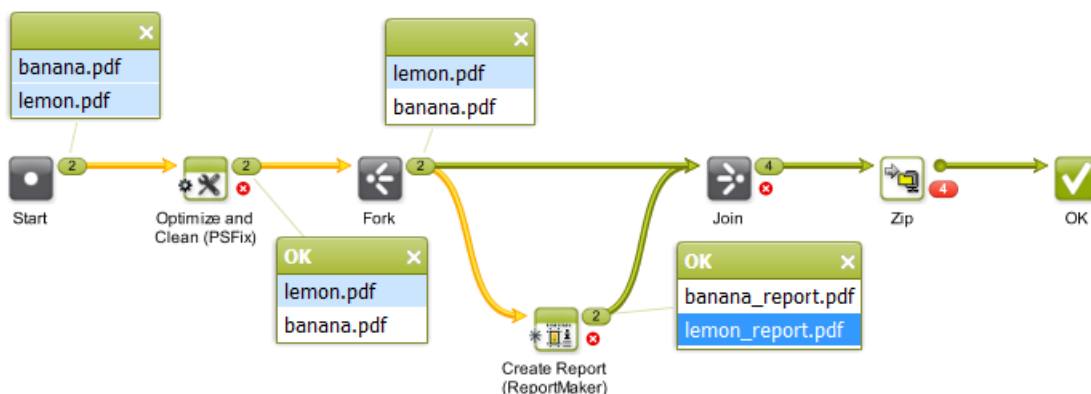 banana.pdf
lemon.pdf
lemon.pdf
banana.pdf
2
2
2
4
4
Start
Optimize and
Clean (PSFix)
Fork
Join
Zip
OK
OK
lemon.pdf
banana.pdf
OK
banana_report.pdf
lemon_report.pdf
2
Create Report
(ReportMaker)